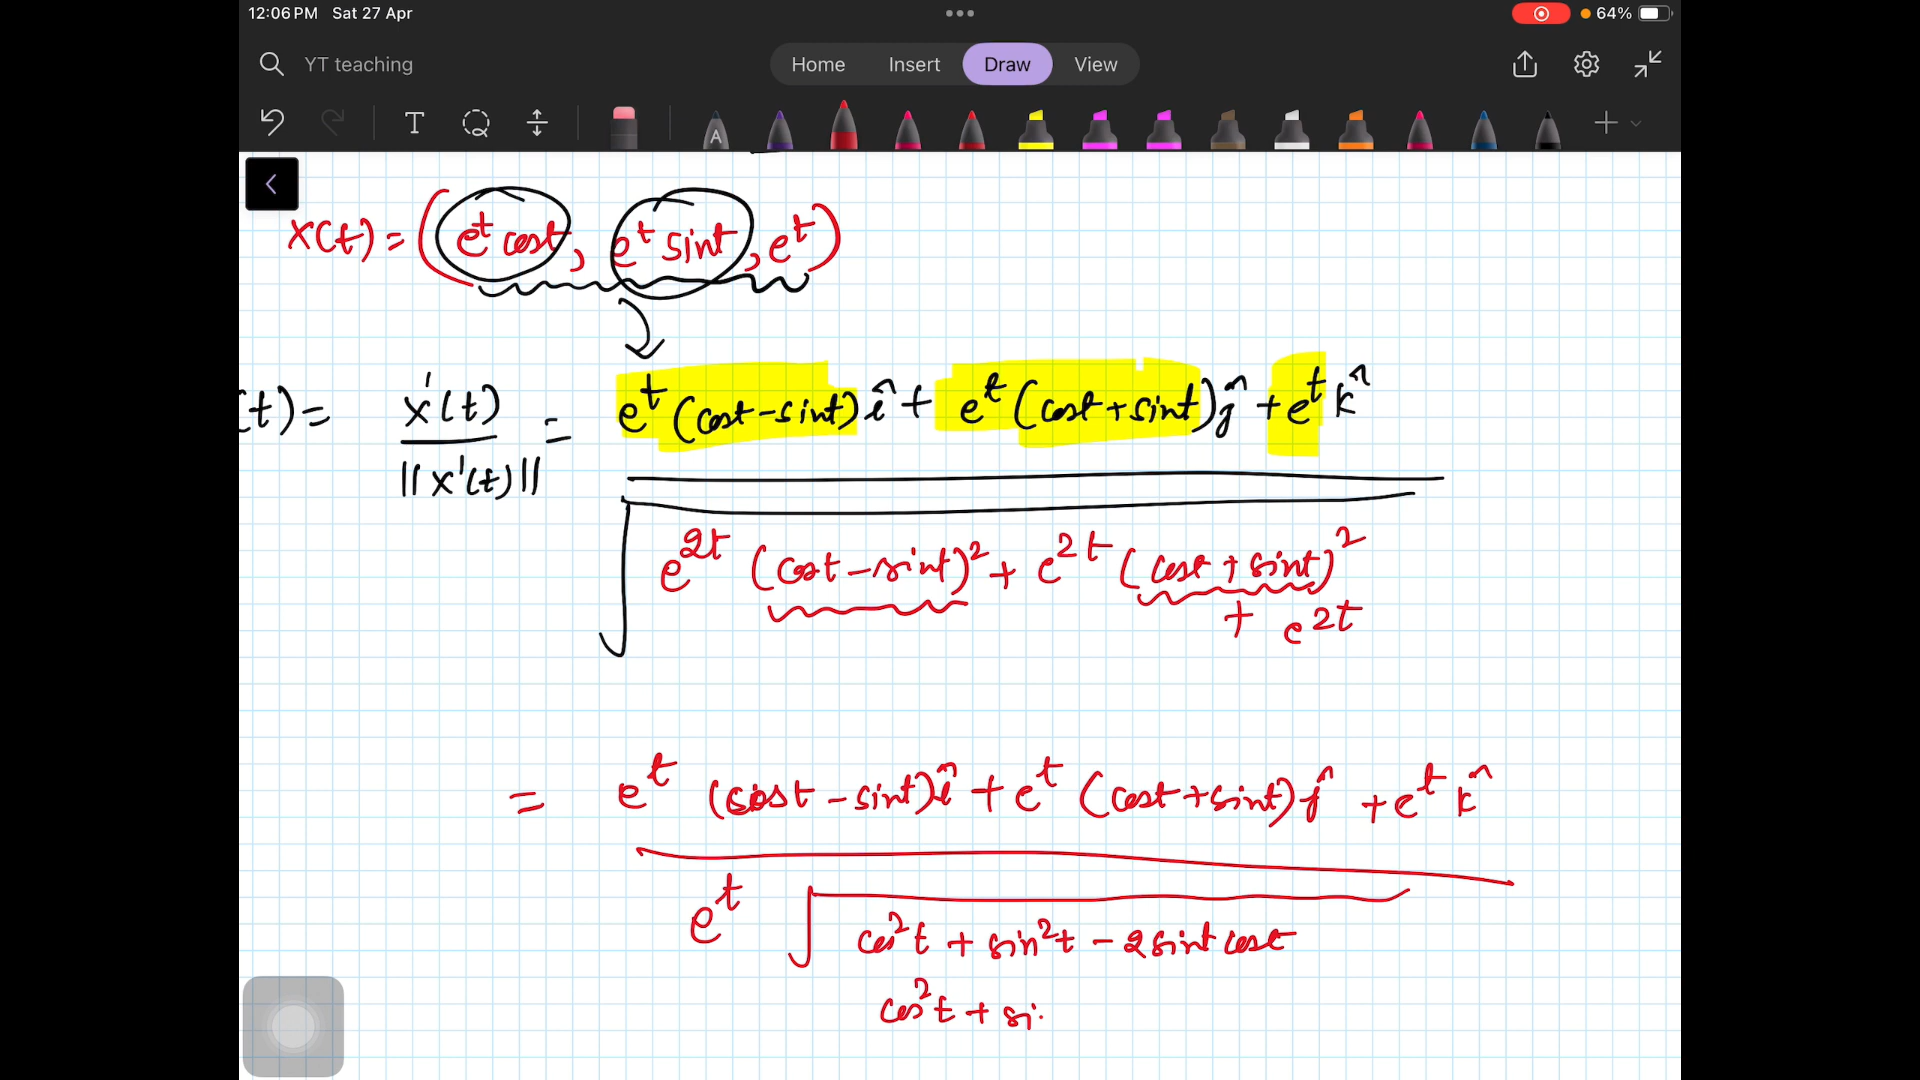 12:06 PM Sat 27 Apr 64%
YT teaching Home Insert Draw View
T A
x(t) = (e^t cost, e^t sint, e^t)
(t) = x'(t) / ||x'(t)|| = e^t (cost - sint) î + e^t (cost + sint) ĵ + e^t k̂
√ e^2t (cost - sint)^2 + e^2t (cost + sint)^2
+ e^2t
= e^t (cost - sint) î + e^t (cost + sint) ĵ + e^t k̂
e^t √ cos^2t + sin^2t - 2 sint cost
cos^2t + si